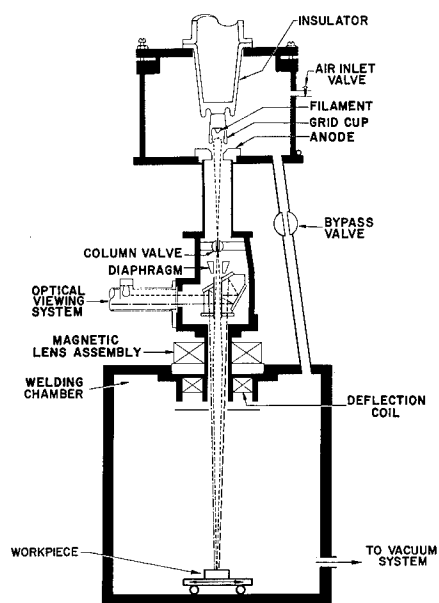 INSULATOR
AIR INLET
VALVE
FILAMENT
GRID CUP
ANODE
BYPASS
VALVE
COLUMN VALVE
DIAPHRAGM
OPTICAL
VIEWING
SYSTEM
MAGNETIC
LENS ASSEMBLY
WELDING
CHAMBER
DEFLECTION
COIL
WORKPIECE
TO VACUUM
SYSTEM